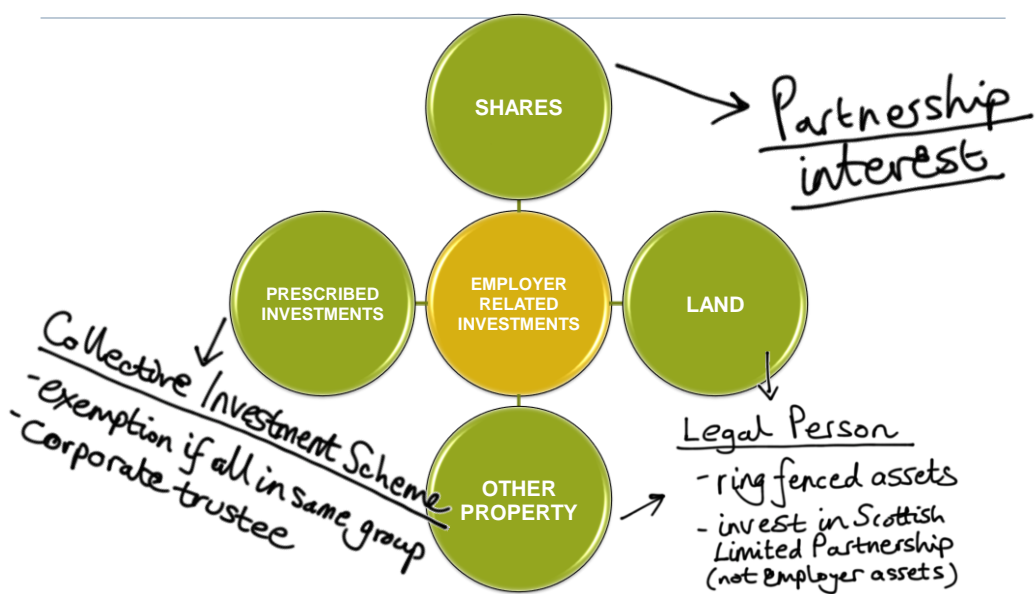 SHARES
Partnership
interest
PRESCRIBED
INVESTMENTS
EMPLOYER
RELATED
INVESTMENTS
LAND
Collective Investment Scheme
-exemption if all in same group
-Corporate trustee
OTHER
PROPERTY
Legal Person
- ring fenced assets
- invest in Scottish
Limited Partnership
(not employer assets)